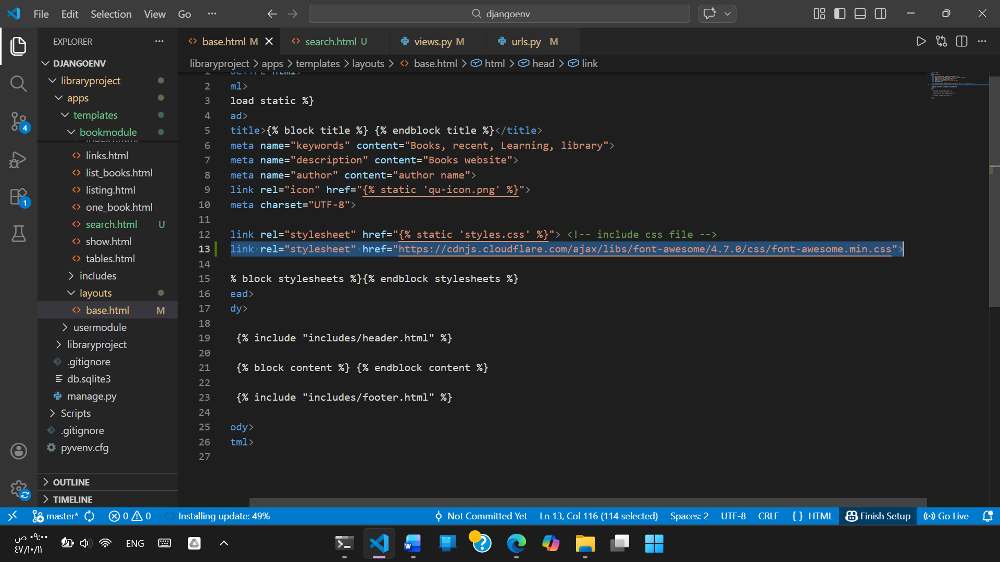 File Edit Selection View Go ···
djangoenv
EXPLORER ···
DJANGOENV
libraryproject
apps
templates
bookmodule
links.html
list_books.html
listing.html
one_book.html
search.html U
show.html
tables.html
includes
layouts
base.html M
usermodule
libraryproject
.gitignore
db.sqlite3
manage.py
Scripts
.gitignore
pyvenv.cfg
OUTLINE
TIMELINE
4
1
base.html M
search.html U
views.py M
urls.py M
libraryproject > apps > templates > layouts > base.html > html > head > link
2 ml>
3 load static %}
4 ad>
5 title>{% block title %} {% endblock title %}</title>
6 meta name="keywords" content="Books, recent, Learning, library">
7 meta name="description" content="Books website">
8 meta name="author" content="author name">
9 link rel="icon" href="{% static 'qu-icon.png' %}">
10 meta charset="UTF-8">
11
12 link rel="stylesheet" href="{% static 'styles.css' %}"> <!-- include css file -->
13 link rel="stylesheet" href="https://cdnjs.cloudflare.com/ajax/libs/font-awesome/4.7.0/css/font-awesome.min.css">
14
15 % block stylesheets %}{% endblock stylesheets %}
16 ead>
17 dy>
18
19 {% include "includes/header.html" %}
20
21 {% block content %} {% endblock content %}
22
23 {% include "includes/footer.html" %}
24
25 ody>
26 tml>
27
master* 0 0 Installing update: 49%
Not Committed Yet Ln 13, Col 116 (114 selected) Spaces: 2 UTF-8 CRLF { } HTML Finish Setup Go Live
٠٩:٠٠ ص
٤٧/١٠/١١
ENG